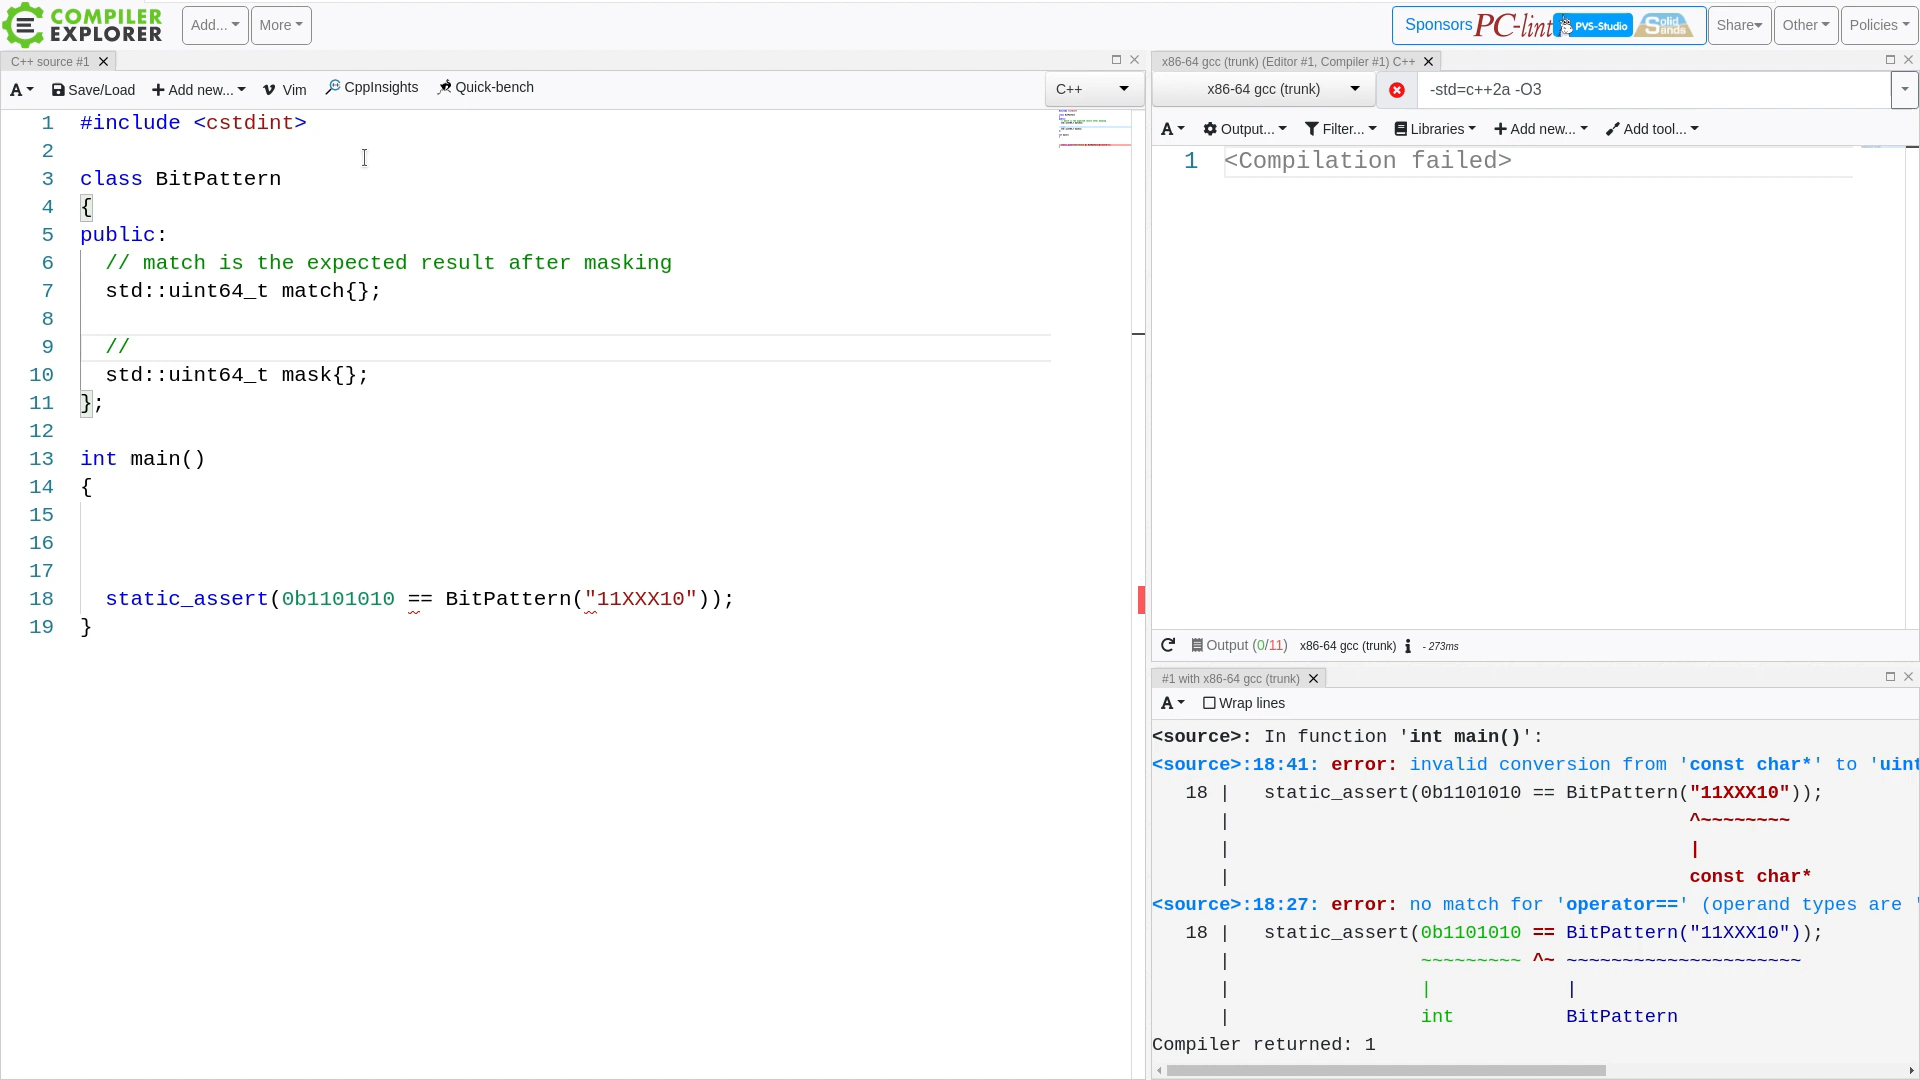 COMPILER
EXPLORER
Add...
More
Sponsors
PC-lint
PVS-Studio
Solid
Sands
Share
Other
Policies
C++ source #1
A
Save/Load
+ Add new...
Vim
CppInsights
Quick-bench
C++
1 #include <cstdint>
2
3 class BitPattern
4 {
5 public:
6 // match is the expected result after masking
7 std::uint64_t match{};
8
9 //
10 std::uint64_t mask{};
11 };
12
13 int main()
14 {
15
16
17
18 static_assert(0b1101010 == BitPattern("11XXX10"));
19 }
x86-64 gcc (trunk) (Editor #1, Compiler #1) C++
x86-64 gcc (trunk)
-std=c++2a -O3
A
Output...
Filter...
Libraries
+ Add new...
Add tool...
1 <Compilation failed>
Output (0/11) x86-64 gcc (trunk) i - 273ms
#1 with x86-64 gcc (trunk)
A
Wrap lines
<source>: In function 'int main()':
<source>:18:41: error: invalid conversion from 'const char*' to 'uint
18 | static_assert(0b1101010 == BitPattern("11XXX10"));
| ^~~~~~~~~
| |
| const char*
<source>:18:27: error: no match for 'operator==' (operand types are '
18 | static_assert(0b1101010 == BitPattern("11XXX10"));
| ~~~~~~~~~ ^~ ~~~~~~~~~~~~~~~~~~~~~
| | |
| int BitPattern
Compiler returned: 1